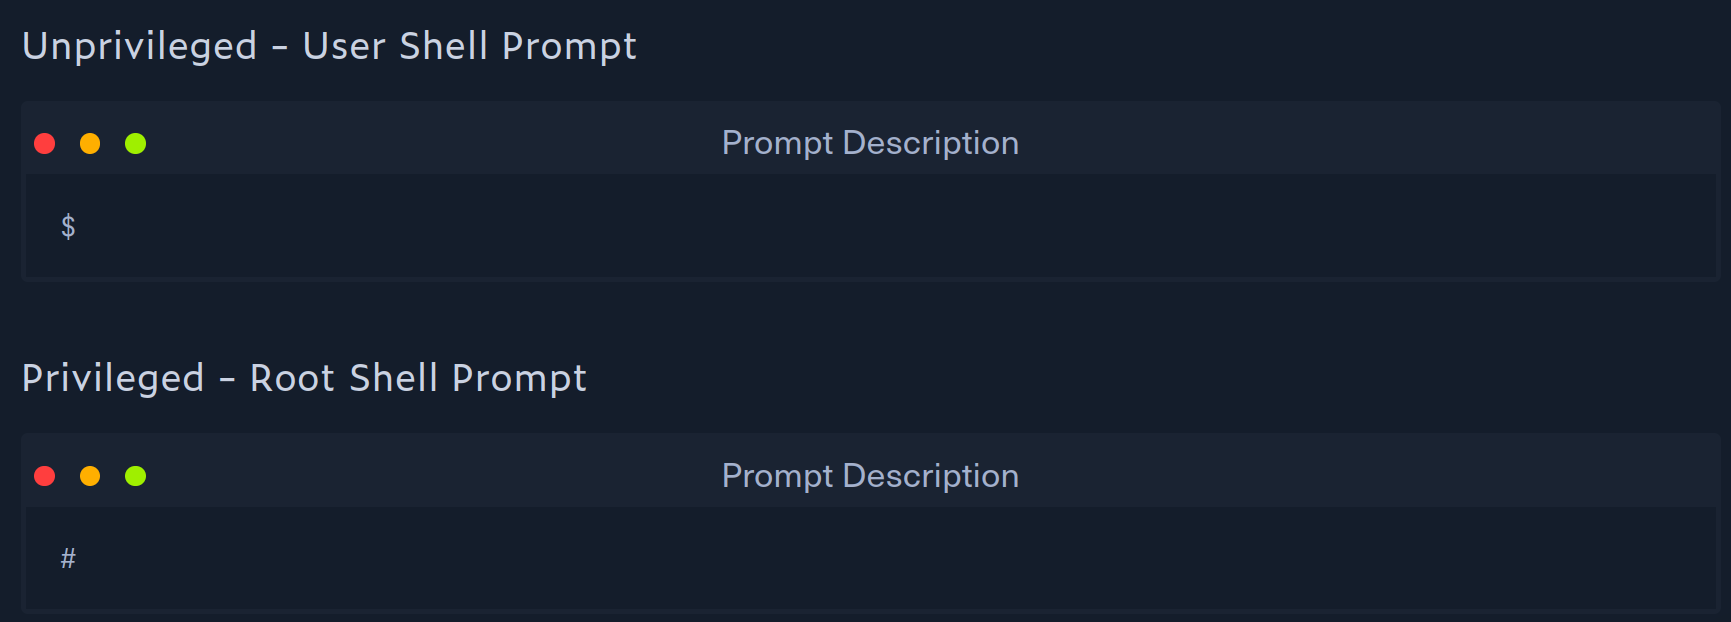 Unprivileged - User Shell Prompt
Prompt Description
$
Privileged - Root Shell Prompt
Prompt Description
#